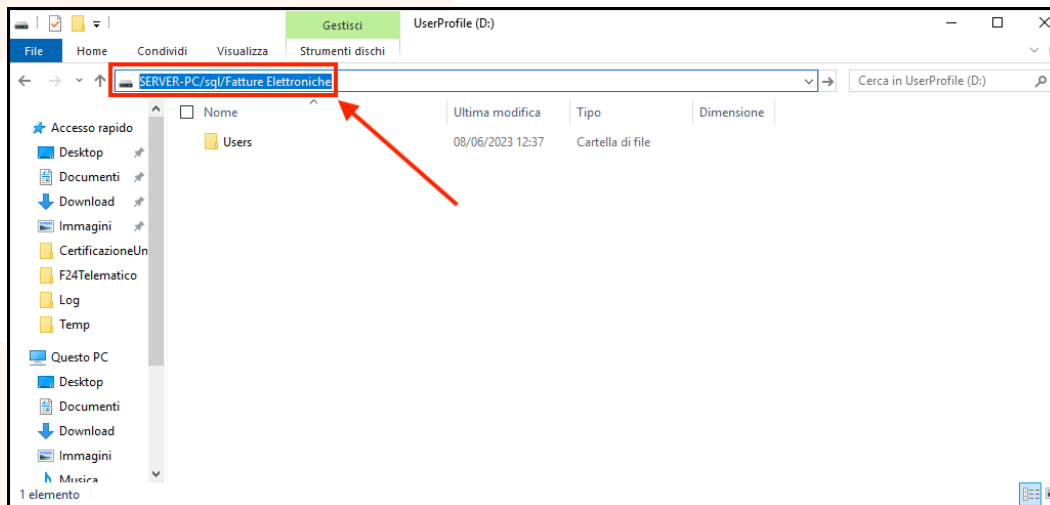 Gestisci UserProfile (D:)
File Home Condividi Visualizza Strumenti dischi
SERVER-PC/sql/Fatture Elettroniche Cerca in UserProfile (D:)
Nome Ultima modifica Tipo Dimensione
Users 08/06/2023 12:37 Cartella di file
Accesso rapido
Desktop
Documenti
Download
Immagini
CertificazioneUn
F24Telematico
Log
Temp
Questo PC
Desktop
Documenti
Download
Immagini
Musica
1 elemento